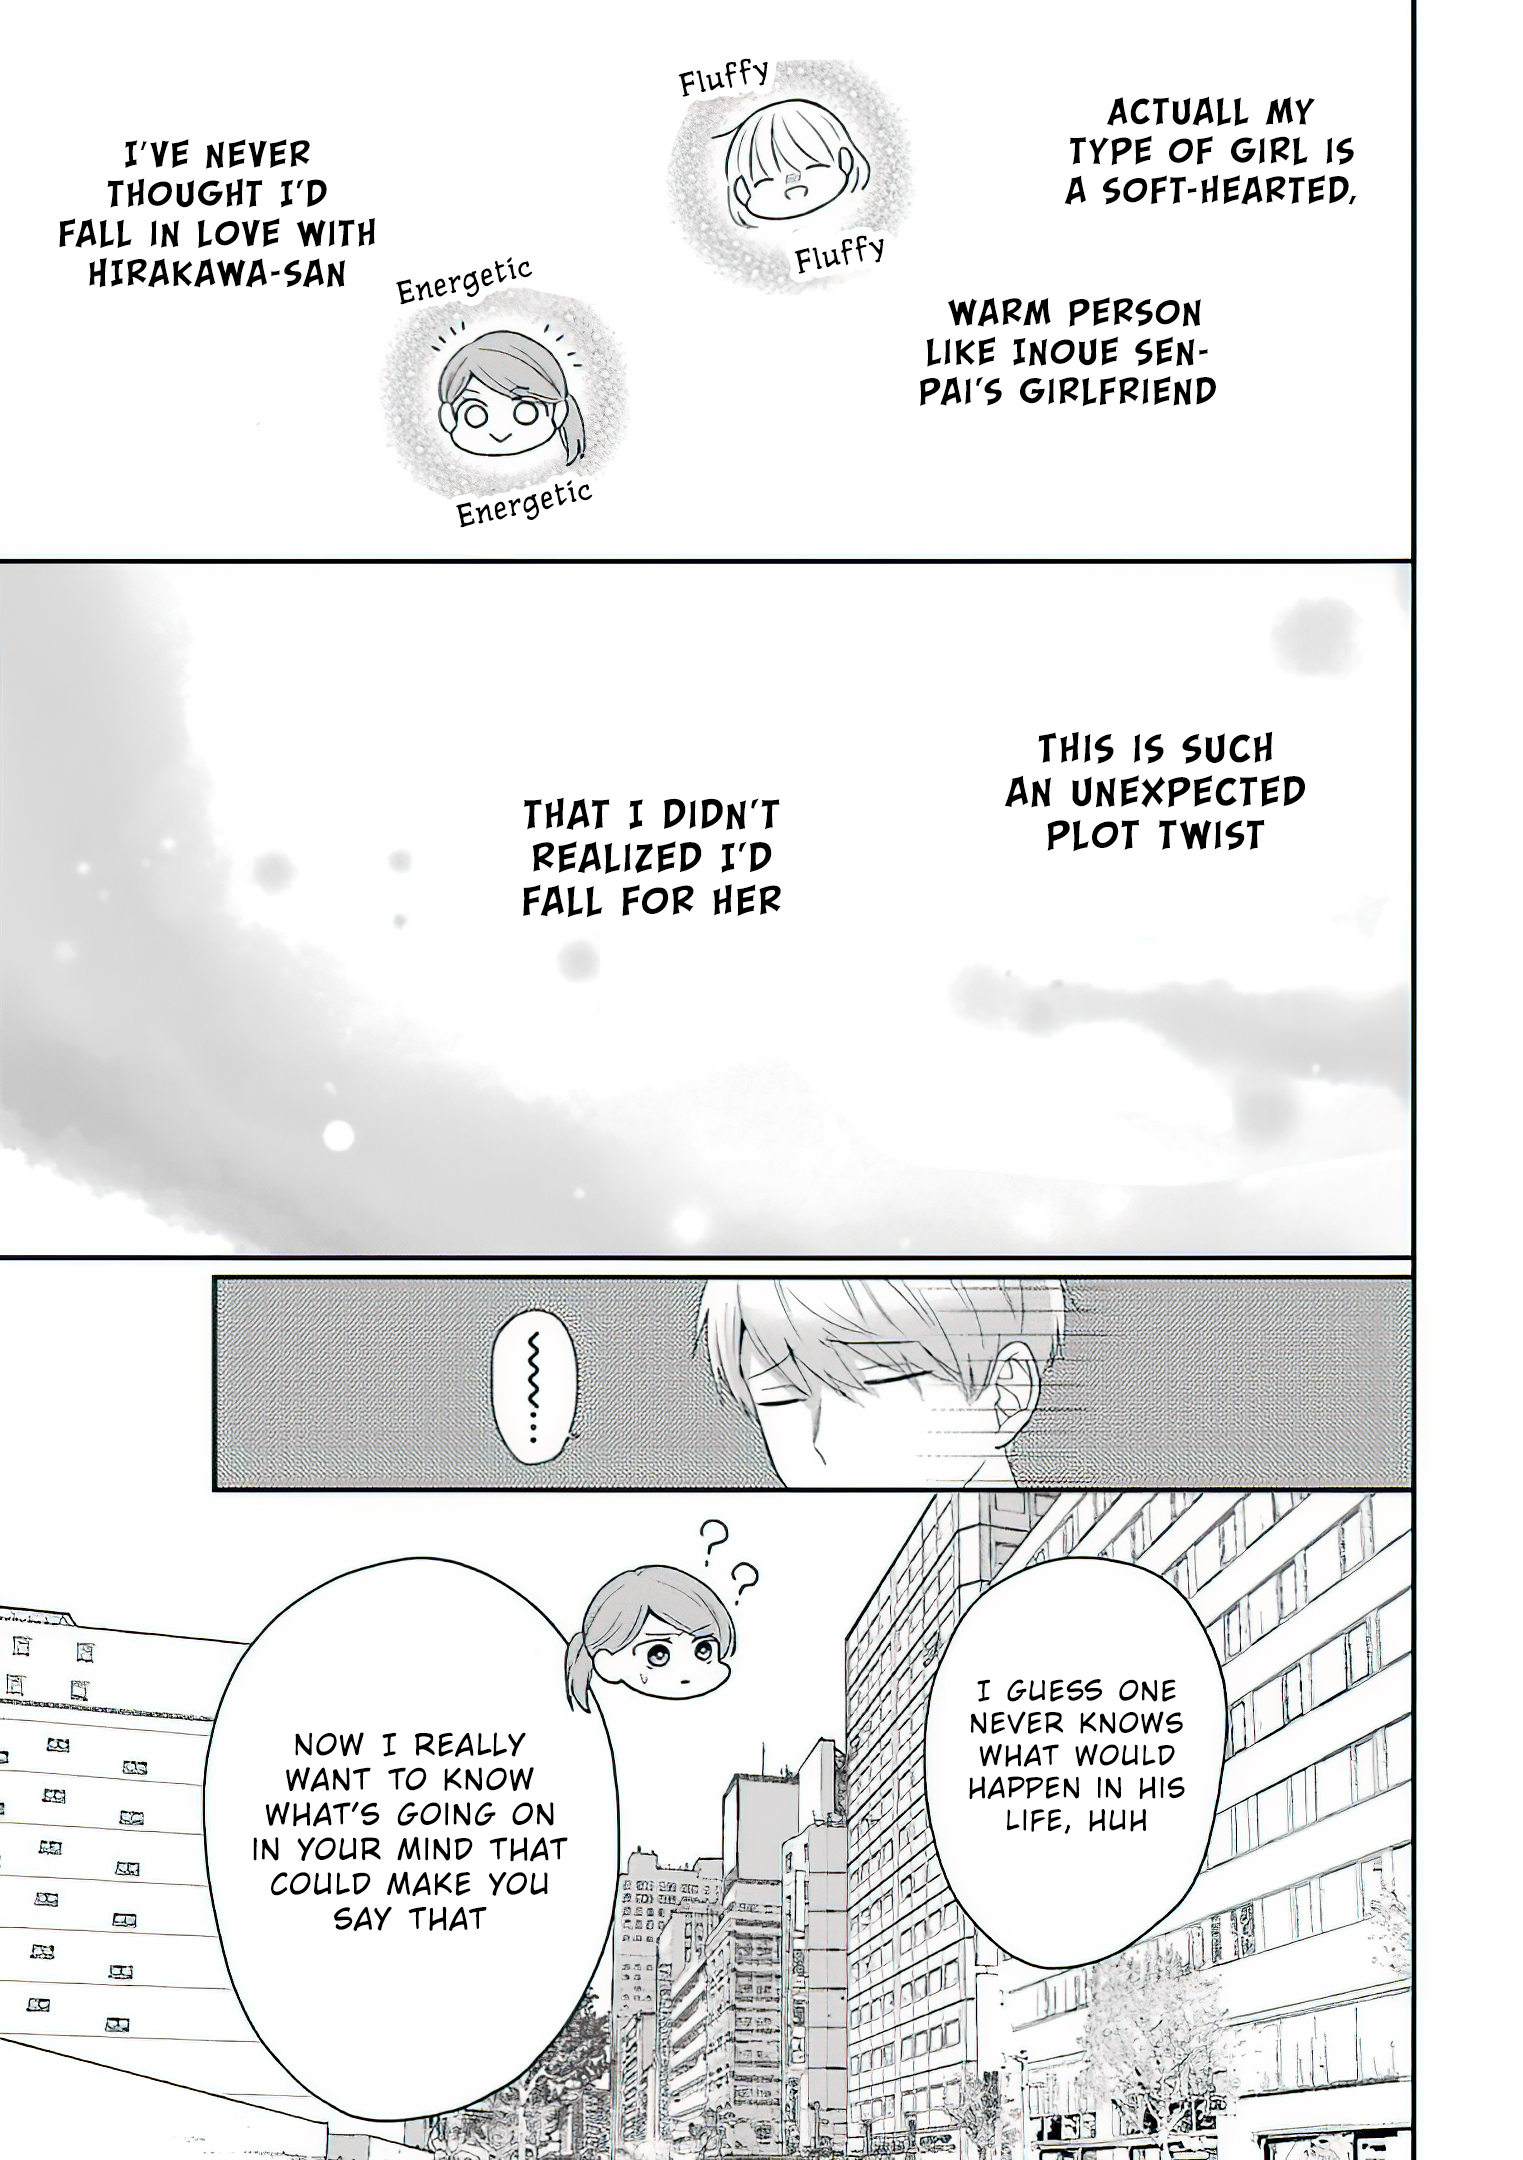 ACTUALL MY
TYPE OF GIRL IS
A SOFT-HEARTED,
Fluffy
Fluffy
WARM PERSON
LIKE INOUE SEN-
PAI'S GIRLFRIEND
I'VE NEVER
THOUGHT I'D
FALL IN LOVE WITH
HIRAKAWA-SAN
Energetic
Energetic
THIS IS SUCH
AN UNEXPECTED
PLOT TWIST
THAT I DIDN'T
REALIZED I'D
FALL FOR HER
I GUESS ONE
NEVER KNOWS
WHAT WOULD
HAPPEN IN HIS
LIFE, HUH
? ?
NOW I REALLY
WANT TO KNOW
WHAT'S GOING ON
IN YOUR MIND THAT
COULD MAKE YOU
SAY THAT